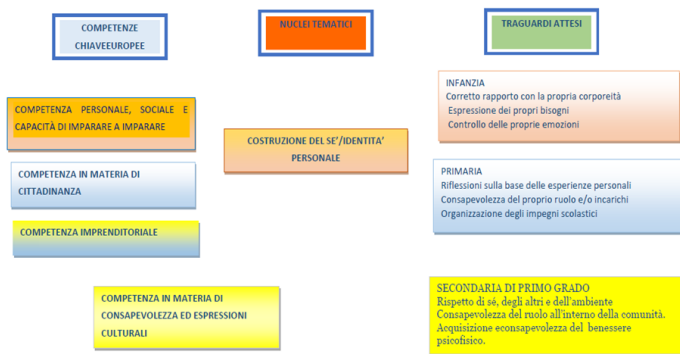 COMPETENZE
CHIAVEEUROPEE
NUCLEI TEMATICI
TRAGUARDI ATTESI
COMPETENZA PERSONALE, SOCIALE E
CAPACITÀ DI IMPARARE A IMPARARE
COMPETENZA IN MATERIA DI
CITTADINANZA
COMPETENZA IMPRENDITORIALE
COMPETENZA IN MATERIA DI
CONSAPEVOLEZZA ED ESPRESSIONI
CULTURALI
COSTRUZIONE DEL SE'/IDENTITA'
PERSONALE
INFANZIA
Corretto rapporto con la propria corporeità
Espressione dei propri bisogni
Controllo delle proprie emozioni
PRIMARIA
Riflessioni sulla base delle esperienze personali
Consapevolezza del proprio ruolo e/o incarichi
Organizzazione degli impegni scolastici
SECONDARIA DI PRIMO GRADO
Rispetto di sé, degli altri e dell'ambiente
Consapevolezza del ruolo all'interno della comunità.
Acquisizione econsapevolezza del benessere
psicofisico.